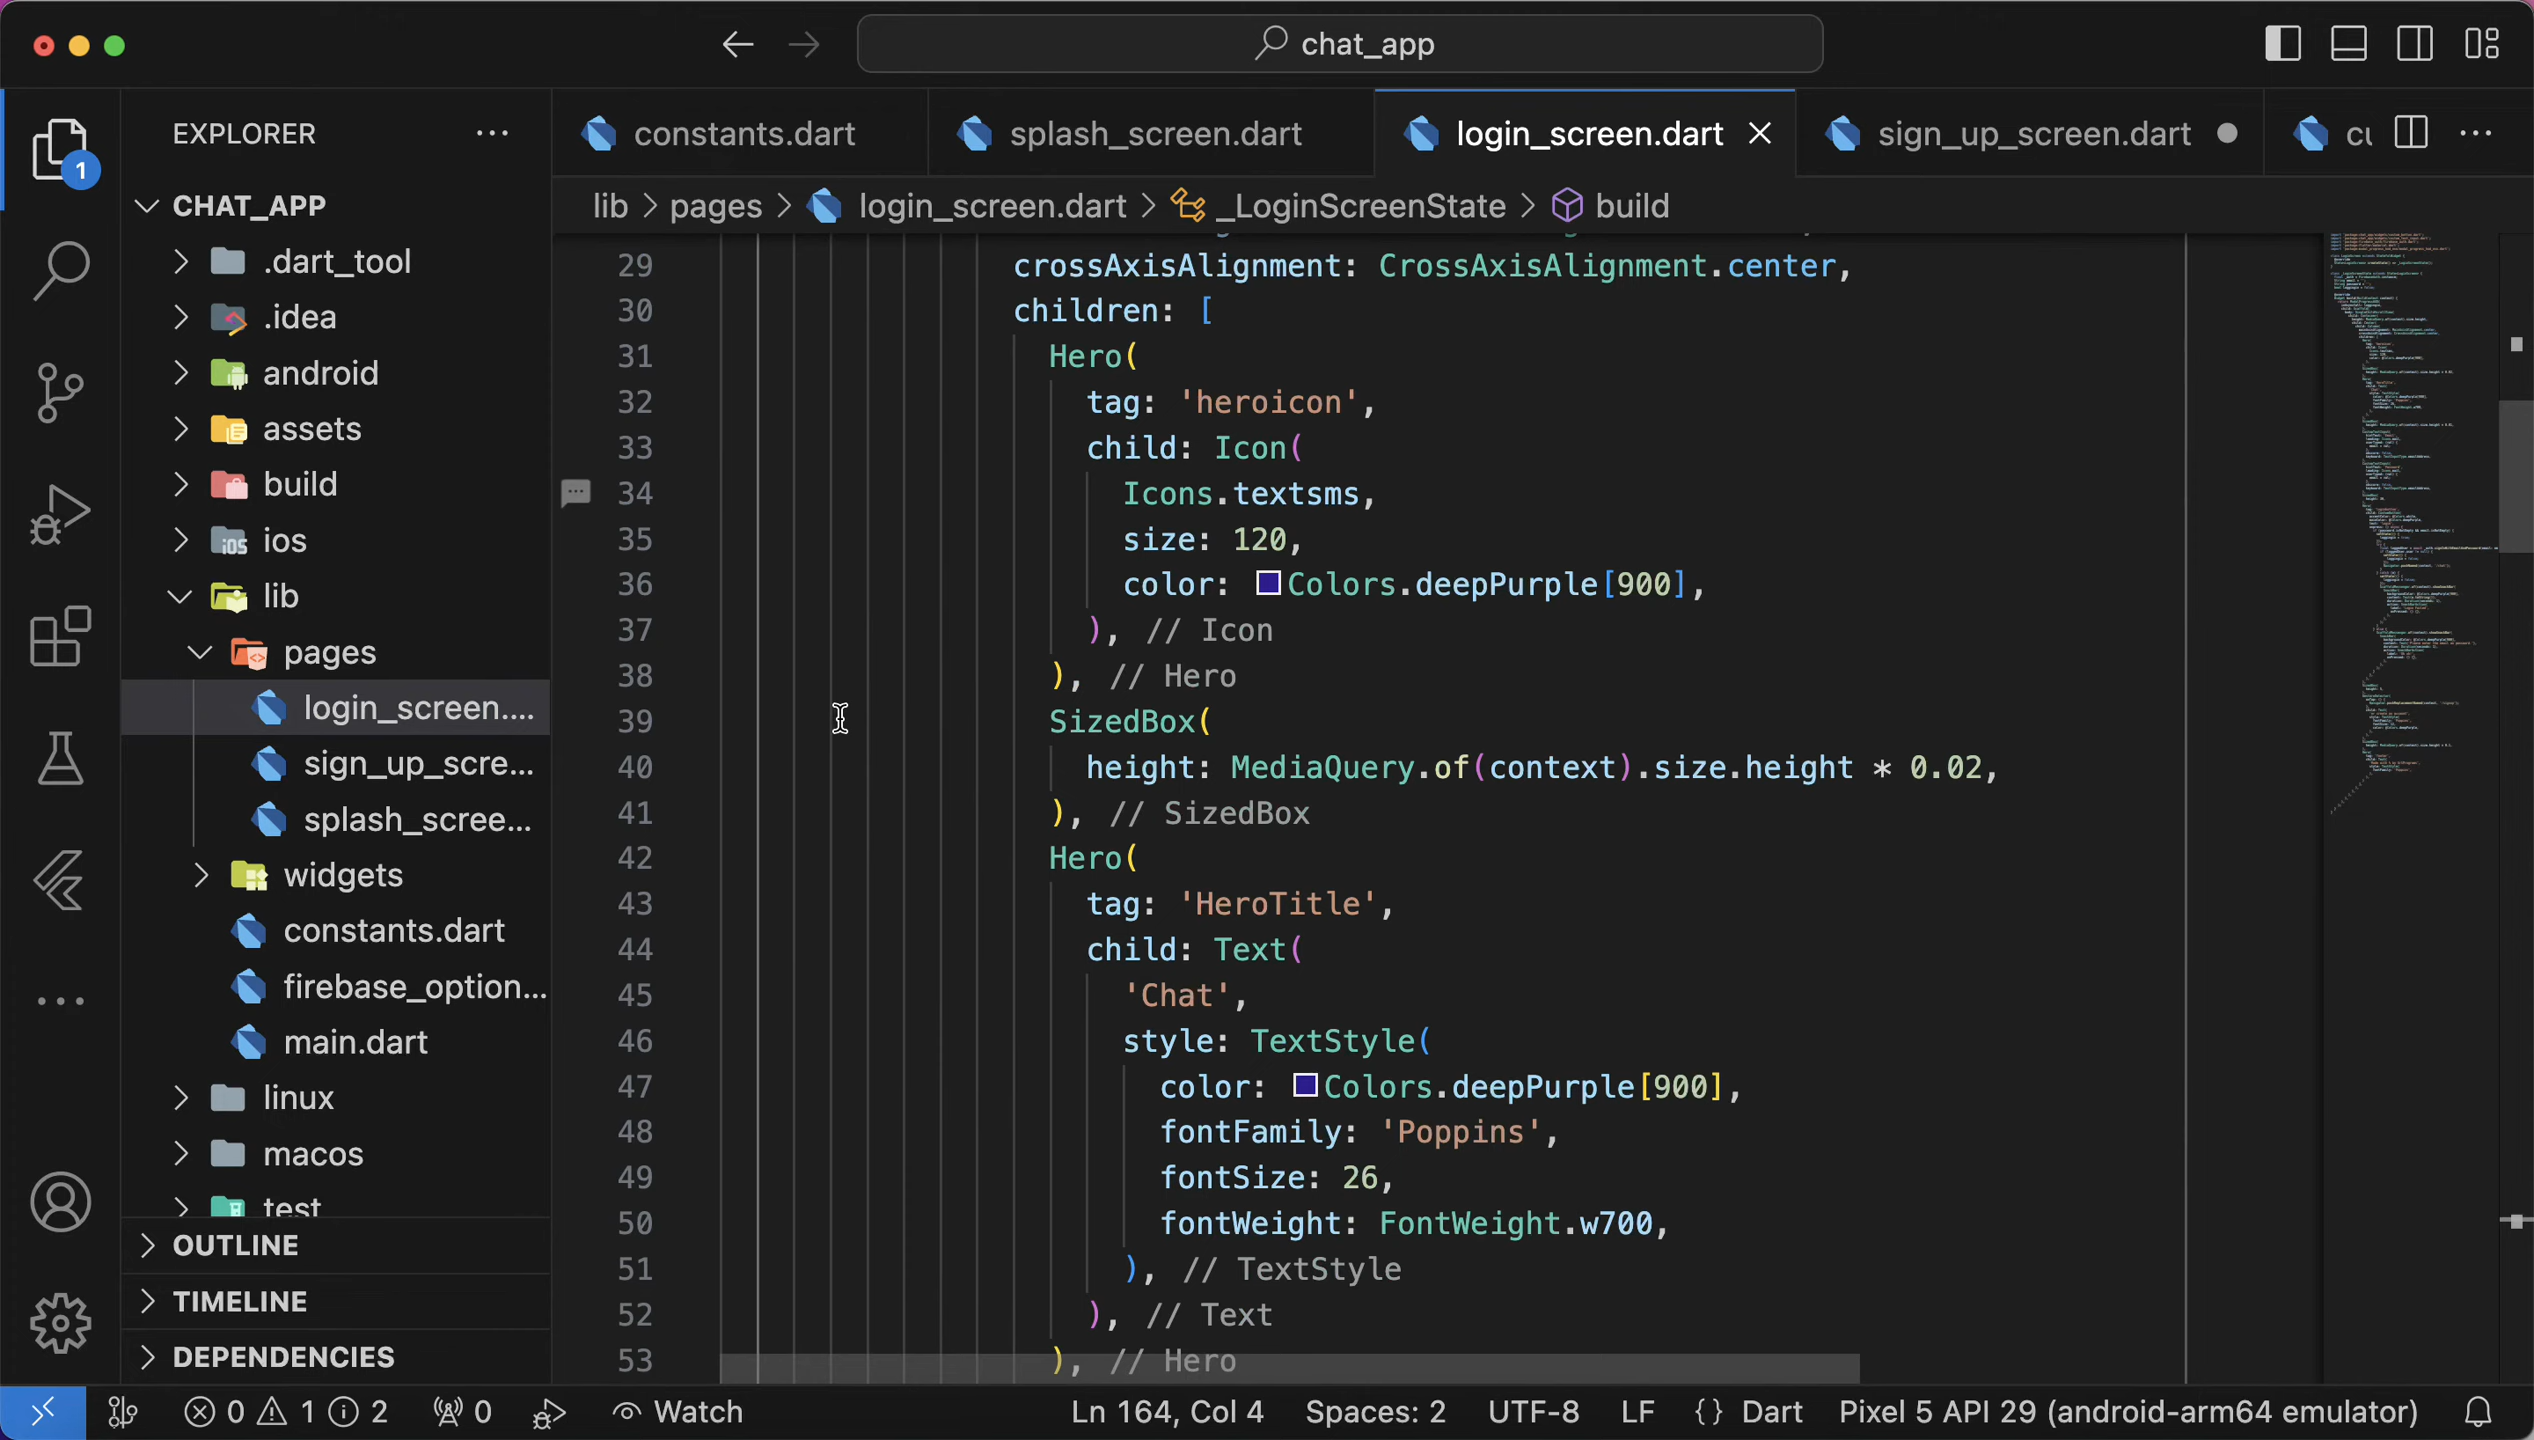 chat_app
1
EXPLORER
constants.dart
splash_screen.dart
login_screen.dart
sign_up_screen.dart
lib > pages > login_screen.dart > _LoginScreenState > build
CHAT_APP
.dart_tool
.idea
android
assets
build
ios
lib
pages
login_screen....
sign_up_scre...
splash_scree...
widgets
constants.dart
firebase_option...
main.dart
linux
macos
test
OUTLINE
TIMELINE
DEPENDENCIES
29 crossAxisAlignment: CrossAxisAlignment.center,
30 children: [
31 Hero(
32 tag: 'heroicon',
33 child: Icon(
34 Icons.textsms,
35 size: 120,
36 color: Colors.deepPurple[900],
37 ), // Icon
38 ), // Hero
39 SizedBox(
40 height: MediaQuery.of(context).size.height * 0.02,
41 ), // SizedBox
42 Hero(
43 tag: 'HeroTitle',
44 child: Text(
45 'Chat',
46 style: TextStyle(
47 color: Colors.deepPurple[900],
48 fontFamily: 'Poppins',
49 fontSize: 26,
50 fontWeight: FontWeight.w700,
51 ), // TextStyle
52 ), // Text
53 ), // Hero
0 1 2 0 Watch Ln 164, Col 4 Spaces: 2 UTF-8 LF {} Dart Pixel 5 API 29 (android-arm64 emulator)